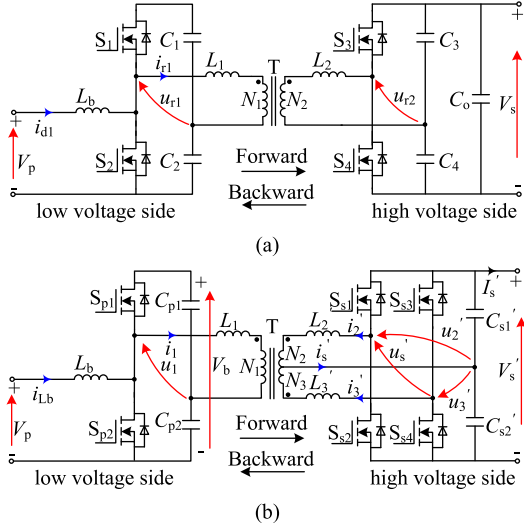 S1 C1 L1 T L2 S3 C3
ir1 N1 N2
Lb ur1 ur2 Co Vs
id1
Vp S2 C2 Forward S4 C4
Backward
low voltage side high voltage side
(a)
Sp1 Cp1 L1 T L2 Ss1 Ss3 Is'
i2' u2' Cs1'
i1 Vb N2 is' us'
Lb u1 N1 N3 Vs'
iLb L3 i3' u3'
Vp Sp2 Cp2 Forward Ss2 Ss4 Cs2'
Backward
low voltage side high voltage side
(b)